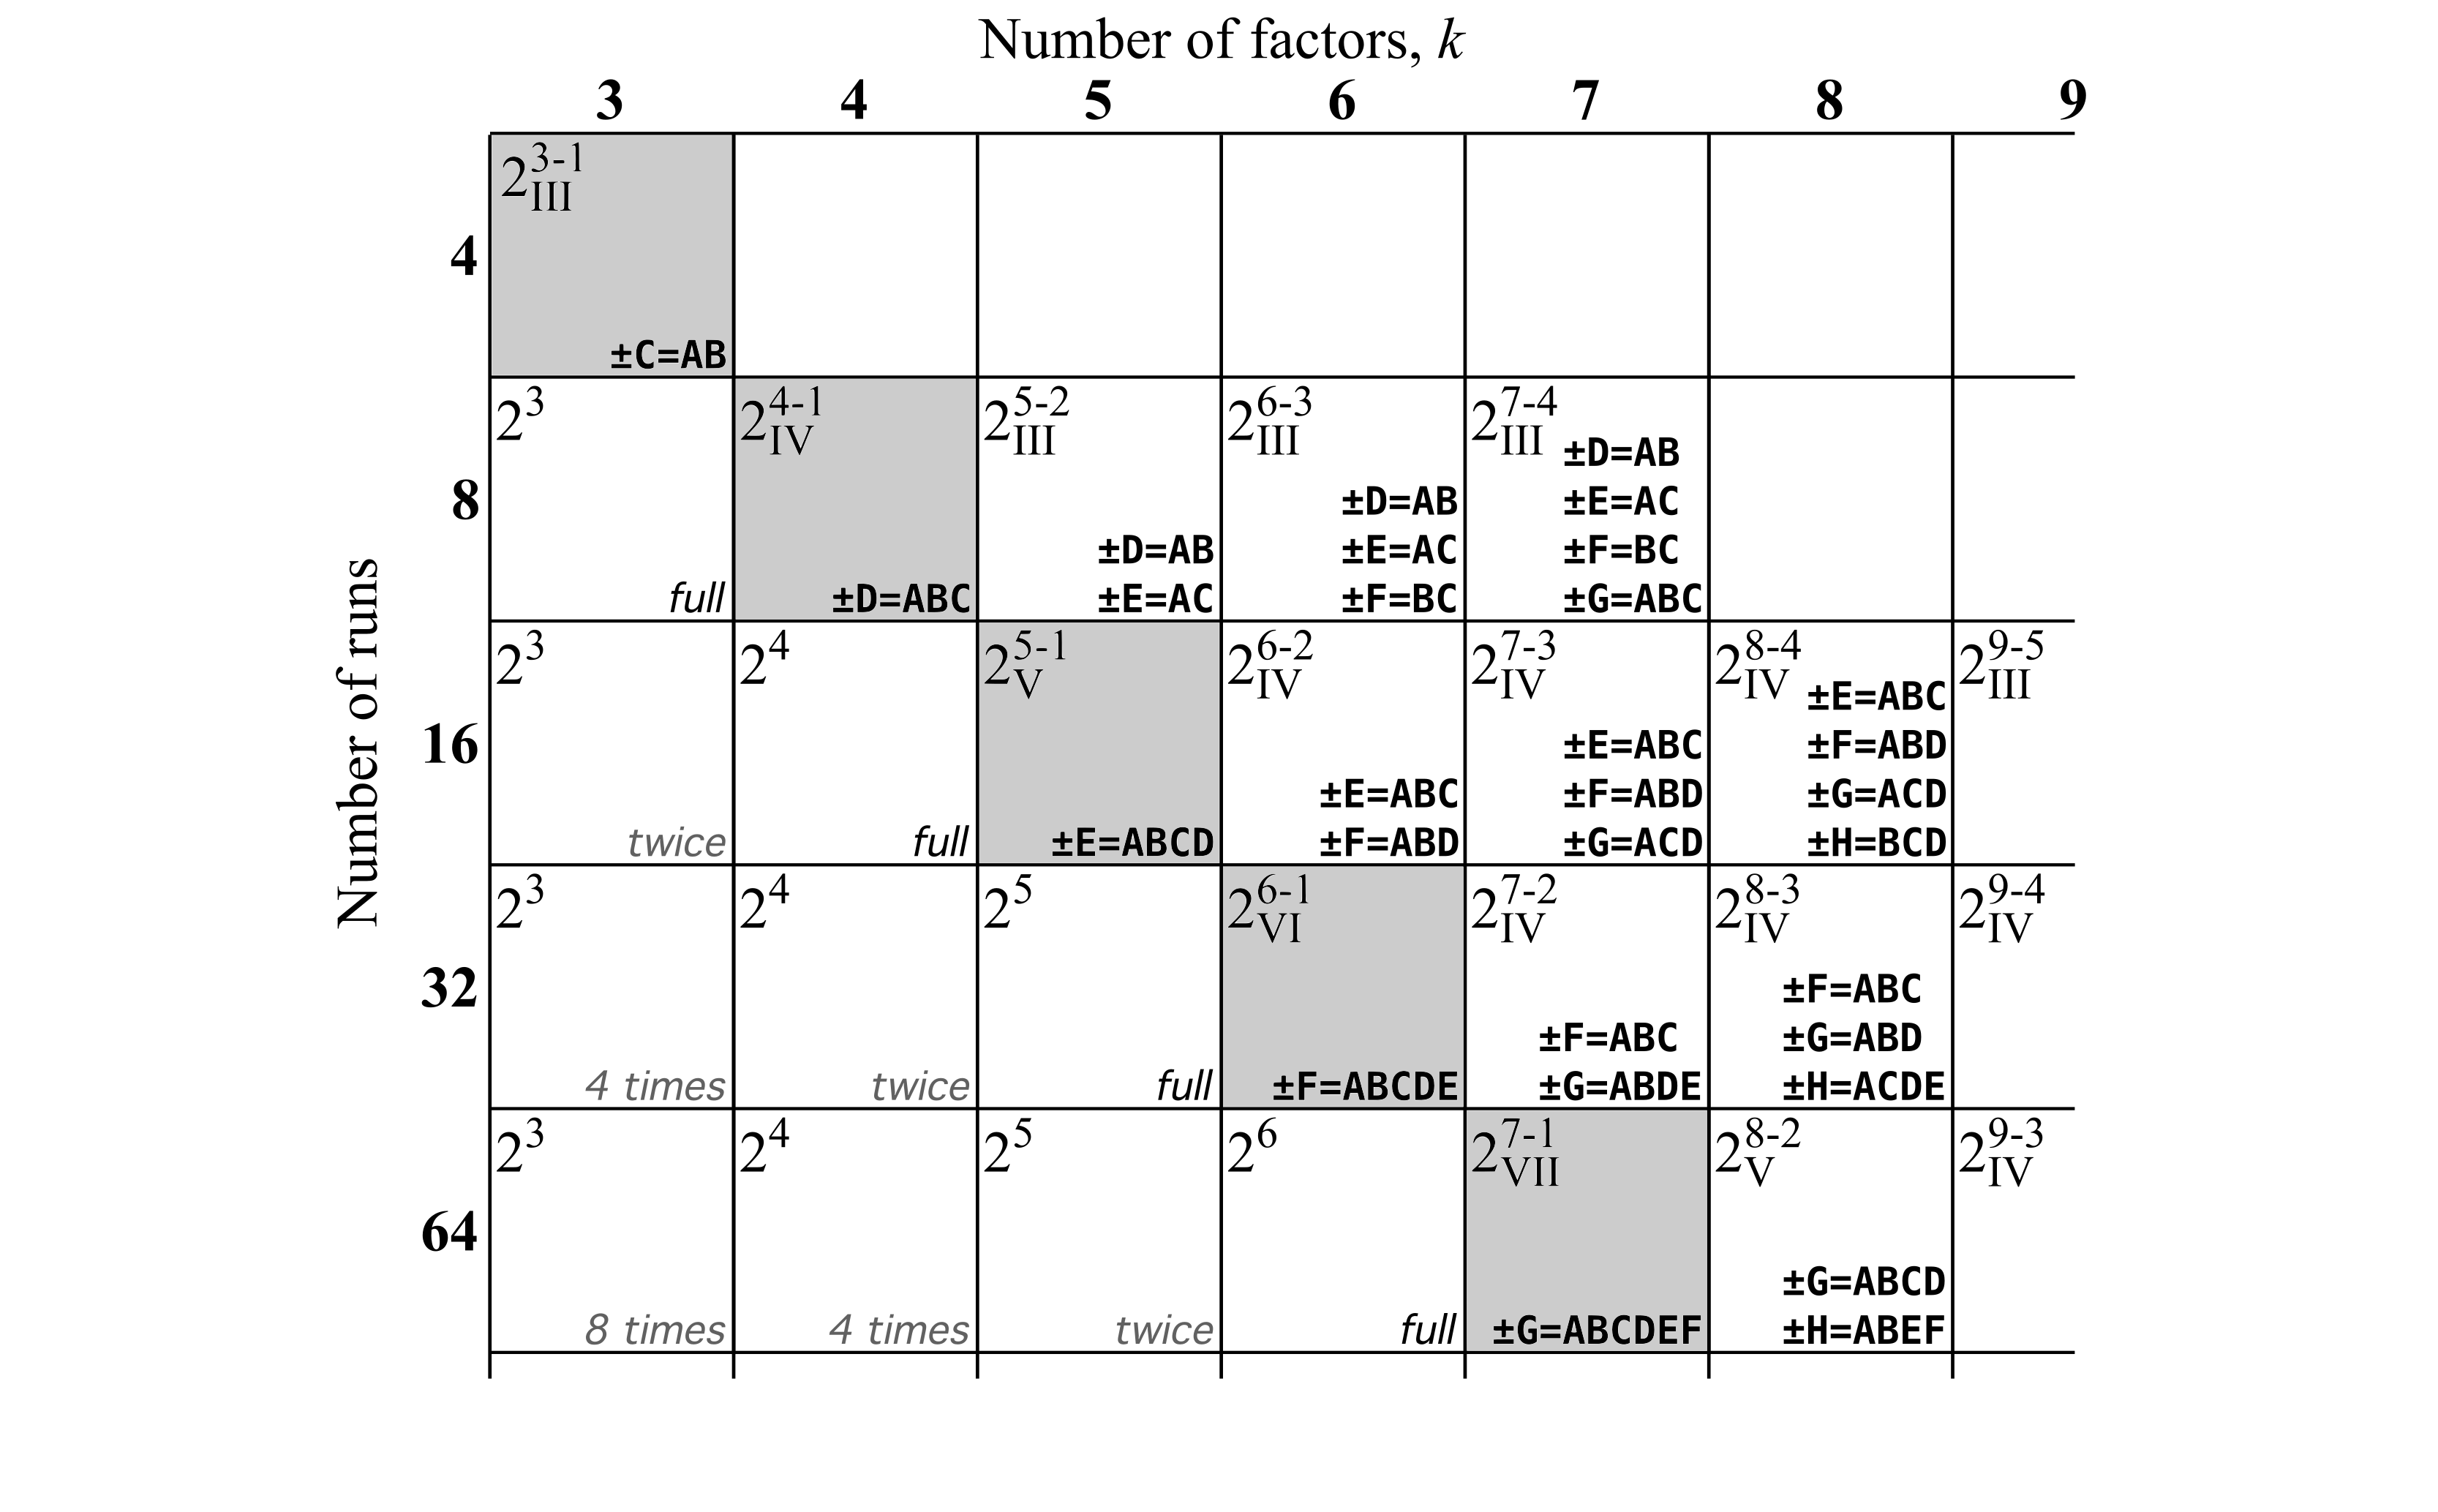 Number of factors, k
3 4 5 6 7 8 9
Number of runs
4
2^{3-1}_{III}
±C=AB
8
2^3
full
2^{4-1}_{IV}
±D=ABC
2^{5-2}_{III}
±D=AB
±E=AC
2^{6-3}_{III}
±D=AB
±E=AC
±F=BC
2^{7-4}_{III}
±D=AB
±E=AC
±F=BC
±G=ABC
16
2^3
twice
2^4
full
2^{5-1}_{V}
±E=ABCD
2^{6-2}_{IV}
±E=ABC
±F=ABD
2^{7-3}_{IV}
±E=ABC
±F=ABD
±G=ACD
2^{8-4}_{IV}
±E=ABC
±F=ABD
±G=ACD
±H=BCD
2^{9-5}_{III}
32
2^3
4 times
2^4
twice
2^5
full
2^{6-1}_{VI}
±F=ABCDE
2^{7-2}_{IV}
±F=ABC
±G=ABDE
2^{8-3}_{IV}
±F=ABC
±G=ABD
±H=ACDE
2^{9-4}_{IV}
64
2^3
8 times
2^4
4 times
2^5
twice
2^6
full
2^{7-1}_{VII}
±G=ABCDEF
2^{8-2}_{V}
±G=ABCD
±H=ABEF
2^{9-3}_{IV}